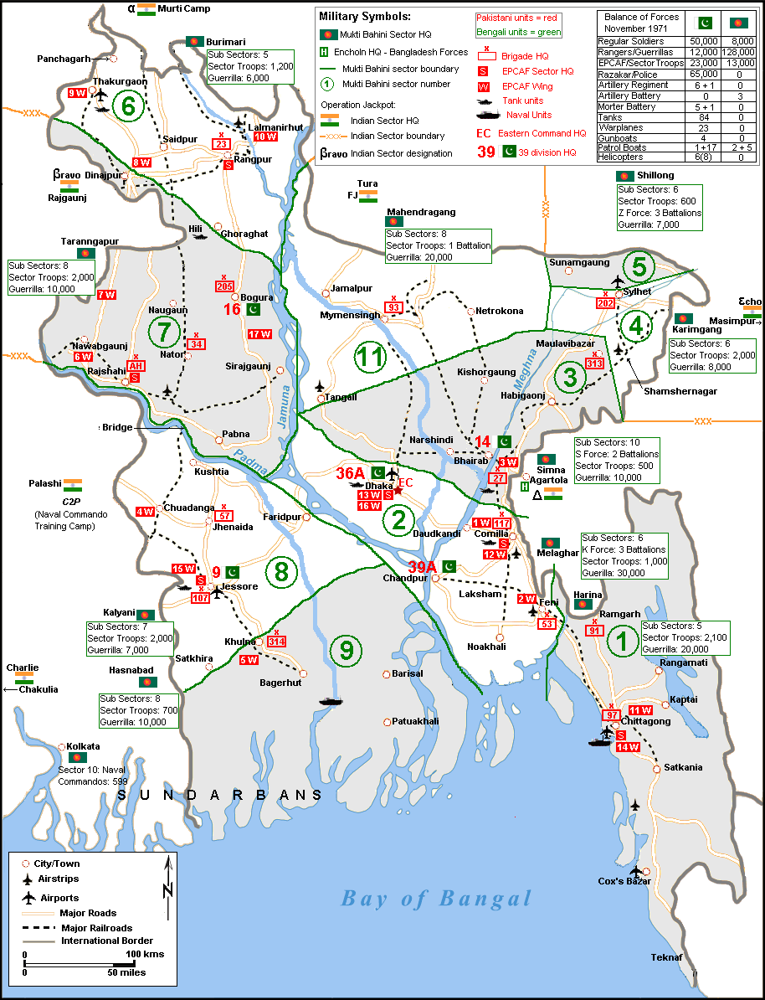 α Murti Camp
Burimari
Sub Sectors: 5
Sector Troops: 1,200
Guerrilla: 6,000
Military Symbols:
Mukti Bahini Sector HQ
H Encholn HQ - Bangladesh Forces
Mukti Bahini sector boundary
1 Mukti Bahini sector number
Operation Jackpot:
Indian Sector HQ
xxx Indian Sector boundary
βravo Indian Sector designation
Pakistani units = red
Bengali units = green
x
Brigade HQ
S EPCAF Sector HQ
W EPCAF Wing
Tank units
Naval Units
EC Eastern Command HQ
39 39 division HQ
Balance of Forces
November 1971
Regular Soldiers 50,000 8,000
Rangers/Guerrillas 12,000 128,000
EPCAF/Sector Troops 23,000 13,000
Razakar/Police 65,000 0
Artillery Regiment 6 + 1 0
Artillery Battery 0 3
Morter Battery 5 + 1 0
Tanks 84 0
Warplanes 23 0
Gunboats 4 0
Patrol Boats 1+17 2 + 5
Helicopters 6(8) 0
Panchagarh
Thakurgaon
9 W
6
xxx
Saidpur
Lalmanirhut
10 W
x
23
Rangpur
S
8 W
βravo Dinajpur
Rajgaunj
Hili
Ghoraghat
Tura
FJ
xxx
Mahendragang
Sub Sectors: 8
Sector Troops: 1 Battalion
Guerrilla: 20,000
Shillong
Sub Sectors: 6
Sector Troops: 600
Z Force: 3 Battalions
Guerrilla: 7,000
Taranngapur
Sub Sectors: 8
Sector Troops: 2,000
Guerrilla: 10,000
7 W
Naugaun
x
205
Bogura
16
17 W
7
x
34
Nator
Nawabgaunj
6 W
xxx
Rajshahi
x
AH
S
Sirajgaunj
Jamuna
Pabna
Bridge
Padma
Jamalpur
Mymensingh
x
93
Netrokona
11
Tangail
Kishorgaung
Sunamgaung
5
Sylhet
x
202
4
Maulavibazar
x
313
3
Meghna
Habigaonj
Shamshernagar
εcho
Masimpur
Karimgang
Sub Sectors: 6
Sector Troops: 2,000
Guerrilla: 8,000
xxx
Narshindi
14
Bhairab
3 W
x
27
Sub Sectors: 10
S Force: 2 Battalions
Sector Troops: 500
Guerrilla: 10,000
Simna
Agartola
H
Δ
36A
Dhaka
EC
13 W S
16 W
2
Daudkandi
1 W
x
117
Comilla
S
12 W
Kushtia
Palashi
C2P
(Naval Commando
Training Camp)
4 W
Chuadanga
x
57
Jhenaida
Faridpur
15 W
S
9
Jessore
x
107
8
39A
Chandpur
Laksham
2 W
Feni
x
53
Noakhali
Melaghar
Sub Sectors: 6
K Force: 3 Battalions
Sector Troops: 1,000
Guerilla: 30,000
Harina
Ramgarh
x
91
1
Sub Sectors: 5
Sector Troops: 2,100
Guerrilla: 20,000
Rangamati
Kaptai
x
97
11 W
Chittagong
S
14 W
Satkania
Kalyani
Sub Sectors: 7
Sector Troops: 2,000
Guerrilla: 7,000
Khulna
x
314
5 W
Satkhira
Bagerhut
9
Barisal
Patuakhali
Charlie
Chakulia
Hasnabad
Sub Sectors: 8
Sector Troops: 700
Guerrilla: 10,000
Kolkata
Sector 10: Naval
Commandos: 599
SUNDARBANS
Bay of Bangal
Cox's Bazar
Teknaf
City/Town
Airstrips
Airports
Major Roads
Major Railroads
International Border
N
0 100 kms
0 50 miles